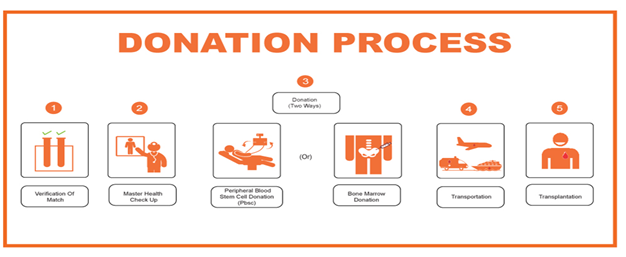 DONATION PROCESS
3
Donation
(Two Ways)
1
2
4
5
(Or)
Verification Of
Match
Master Health
Check Up
Peripheral Blood
Stem Cell Donation
(Pbsc)
Bone Marrow
Donation
Transportation
Transplantation